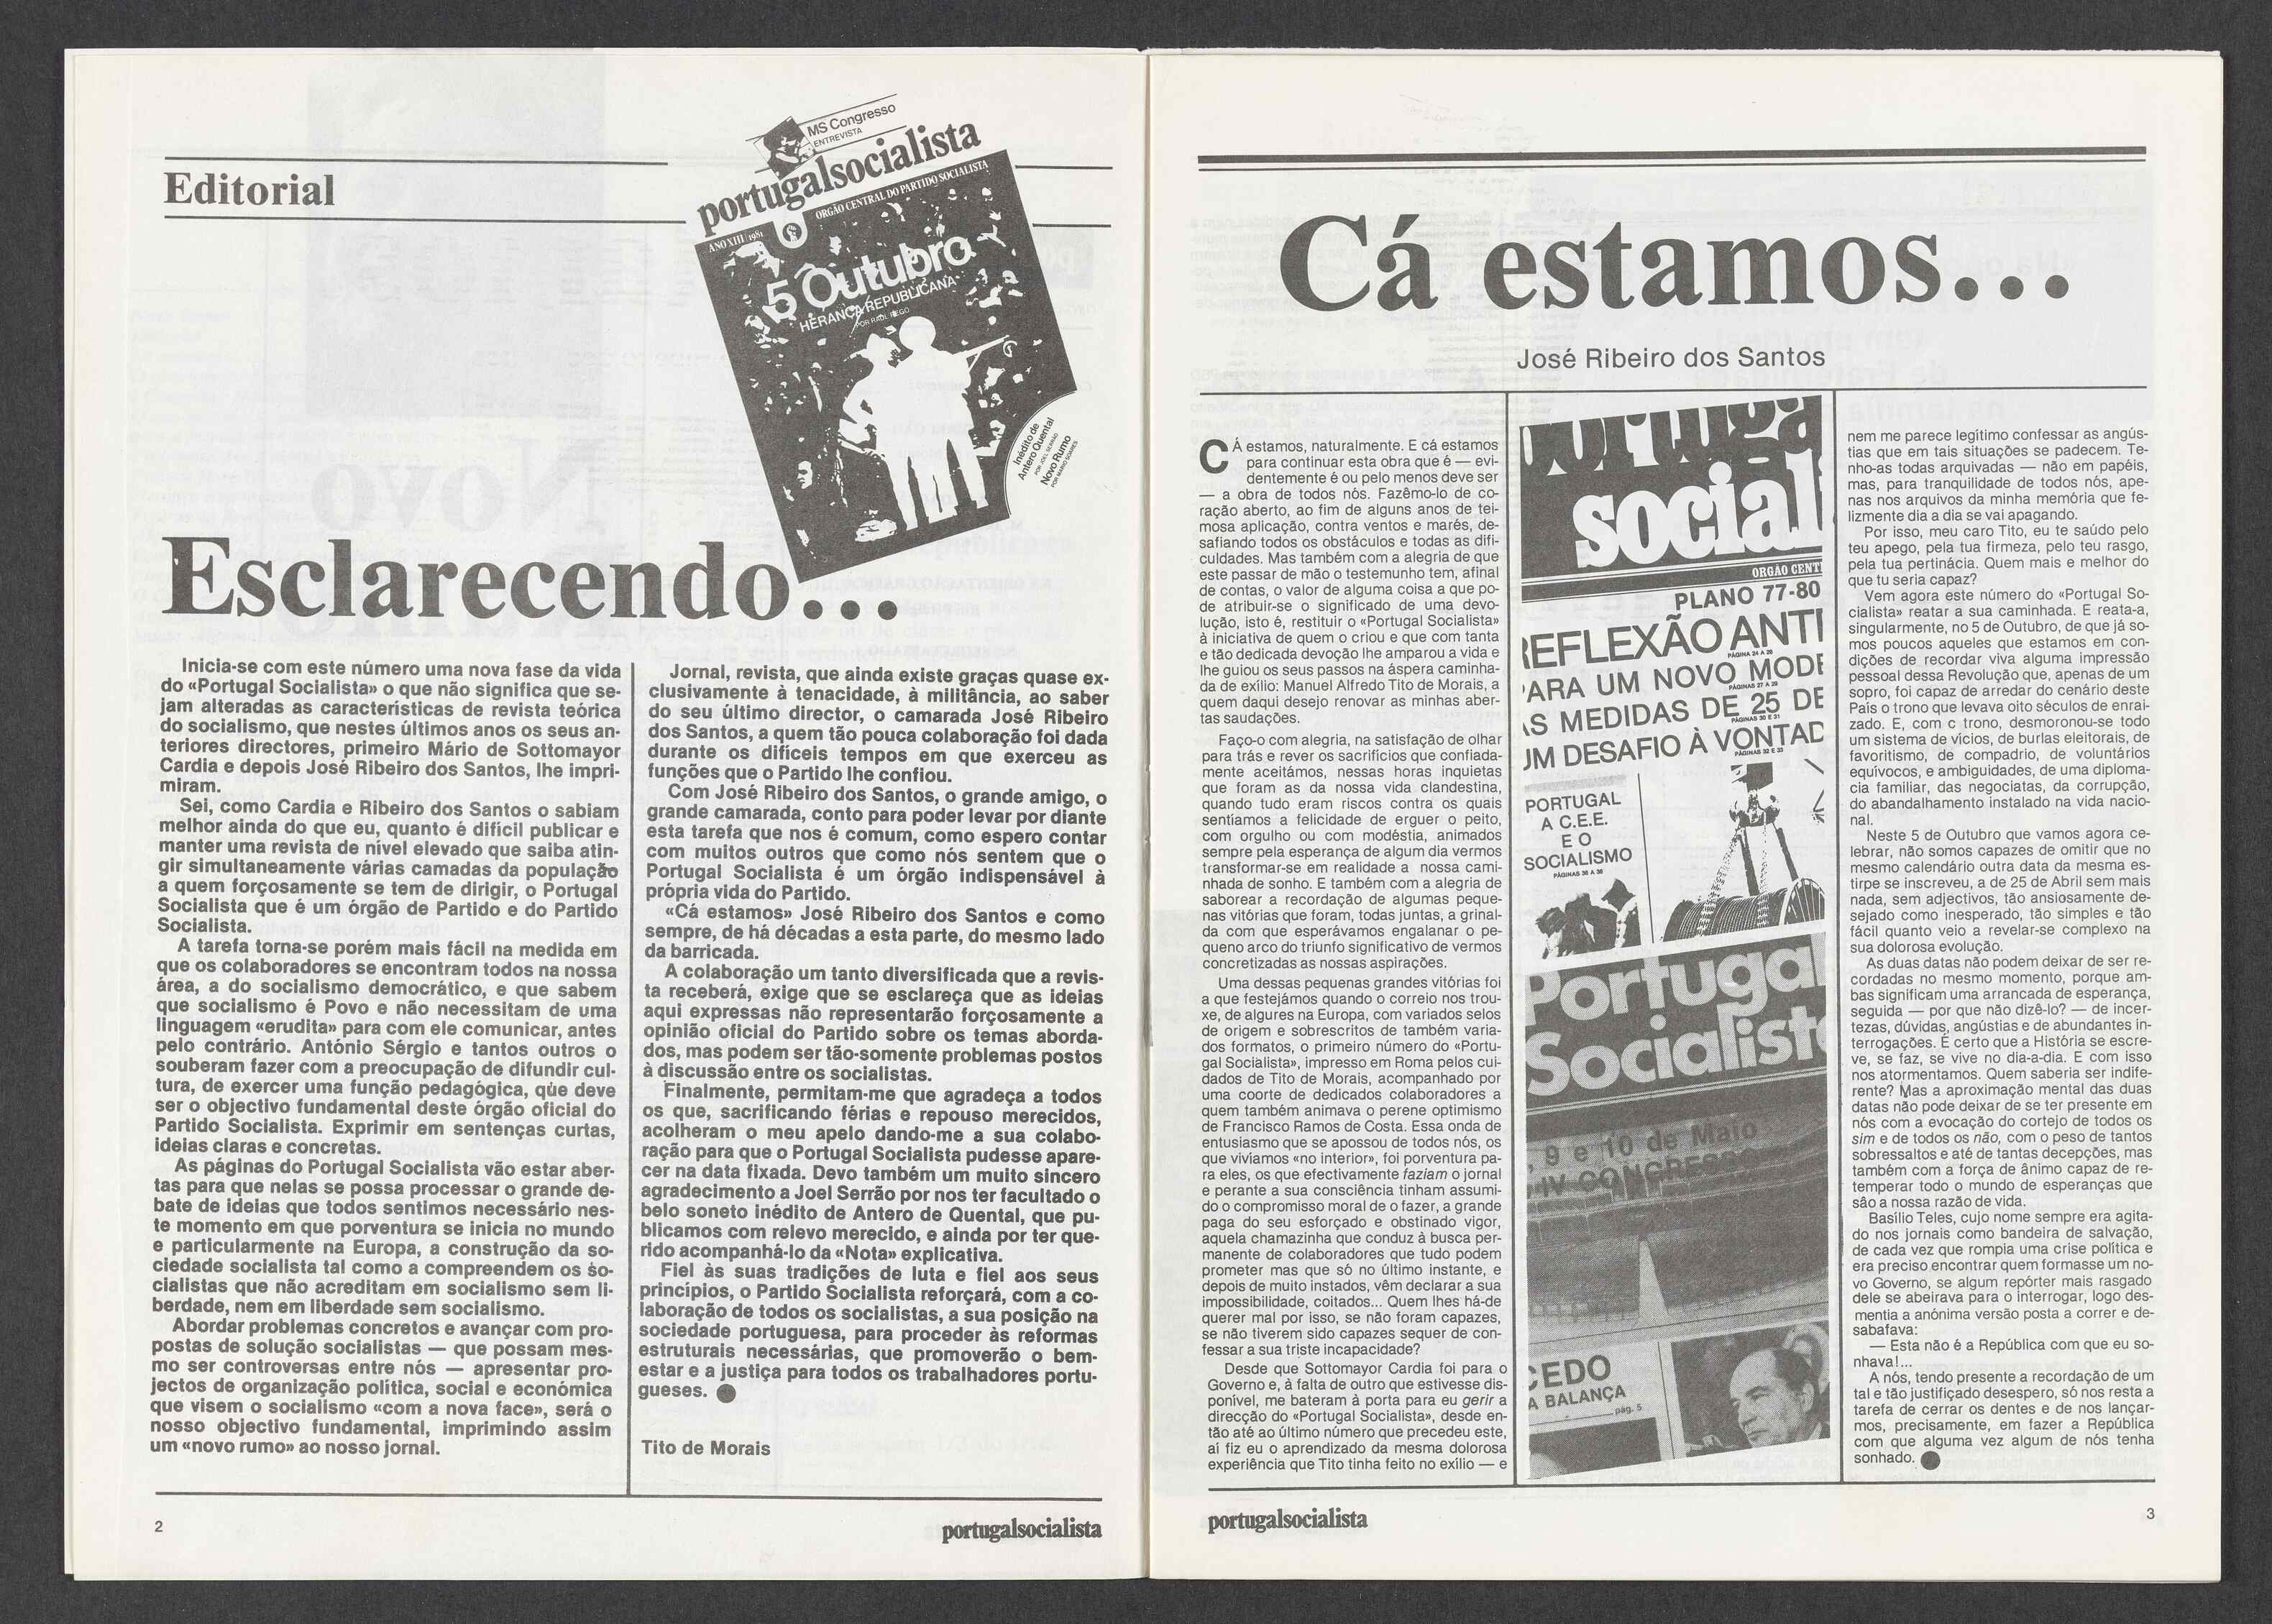 Editorial
MS Congresso
ENTREVISTA
portugalsocialista
ORGÃO CENTRAL DO PARTIDO SOCIALISTA
ANO XIII / 1981
5 Outubro
HERANÇA REPUBLICANA
POR RAUL REGO
Inédito de
Antero Quental
POR JOEL SERRÃO
Novo Rumo
POR MÁRIO SOARES
Esclarecendo...
Inicia-se com este número uma nova fase da vida
do «Portugal Socialista» o que não significa que se-
jam alteradas as características de revista teórica
do socialismo, que nestes últimos anos os seus an-
teriores directores, primeiro Mário de Sottomayor
Cardia e depois José Ribeiro dos Santos, lhe impri-
miram.
Sei, como Cardia e Ribeiro dos Santos o sabiam
melhor ainda do que eu, quanto é difícil publicar e
manter uma revista de nível elevado que saiba atin-
gir simultaneamente várias camadas da população
a quem forçosamente se tem de dirigir, o Portugal
Socialista que é um órgão de Partido e do Partido
Socialista.
A tarefa torna-se porém mais fácil na medida em
que os colaboradores se encontram todos na nossa
área, a do socialismo democrático, e que sabem
que socialismo é Povo e não necessitam de uma
linguagem «erudita» para com ele comunicar, antes
pelo contrário. António Sérgio e tantos outros o
souberam fazer com a preocupação de difundir cul-
tura, de exercer uma função pedagógica, que deve
ser o objectivo fundamental deste órgão oficial do
Partido Socialista. Exprimir em sentenças curtas,
ideias claras e concretas.
As páginas do Portugal Socialista vão estar aber-
tas para que nelas se possa processar o grande de-
bate de ideias que todos sentimos necessário nes-
te momento em que porventura se inicia no mundo
e particularmente na Europa, a construção da so-
ciedade socialista tal como a compreendem os so-
cialistas que não acreditam em socialismo sem li-
berdade, nem em liberdade sem socialismo.
Abordar problemas concretos e avançar com pro-
postas de solução socialistas — que possam mes-
mo ser controversas entre nós — apresentar pro-
jectos de organização política, social e económica
que visem o socialismo «com a nova face», será o
nosso objectivo fundamental, imprimindo assim
um «novo rumo» ao nosso jornal.
Jornal, revista, que ainda existe graças quase ex-
clusivamente à tenacidade, à militância, ao saber
do seu último director, o camarada José Ribeiro
dos Santos, a quem tão pouca colaboração foi dada
durante os difíceis tempos em que exerceu as
funções que o Partido lhe confiou.
Com José Ribeiro dos Santos, o grande amigo, o
grande camarada, conto para poder levar por diante
esta tarefa que nos é comum, como espero contar
com muitos outros que como nós sentem que o
Portugal Socialista é um órgão indispensável à
própria vida do Partido.
«Cá estamos» José Ribeiro dos Santos e como
sempre, de há décadas a esta parte, do mesmo lado
da barricada.
A colaboração um tanto diversificada que a revis-
ta receberá, exige que se esclareça que as ideias
aqui expressas não representarão forçosamente a
opinião oficial do Partido sobre os temas aborda-
dos, mas podem ser tão-somente problemas postos
à discussão entre os socialistas.
Finalmente, permitam-me que agradeça a todos
os que, sacrificando férias e repouso merecidos,
acolheram o meu apelo dando-me a sua colabo-
ração para que o Portugal Socialista pudesse apare-
cer na data fixada. Devo também um muito sincero
agradecimento a Joel Serrão por nos ter facultado o
belo soneto inédito de Antero de Quental, que pu-
blicamos com relevo merecido, e ainda por ter que-
rido acompanhá-lo da «Nota» explicativa.
Fiel às suas tradições de luta e fiel aos seus
princípios, o Partido Socialista reforçará, com a co-
laboração de todos os socialistas, a sua posição na
sociedade portuguesa, para proceder às reformas
estruturais necessárias, que promoverão o bem-
estar e a justiça para todos os trabalhadores portu-
gueses.
Tito de Morais
2
portugalsocialista
Cá estamos...
José Ribeiro dos Santos
CÁ estamos, naturalmente. E cá estamos
para continuar esta obra que é — evi-
dentemente é ou pelo menos deve ser
— a obra de todos nós. Fazêmo-lo de co-
ração aberto, ao fim de alguns anos de tei-
mosa aplicação, contra ventos e marés, de-
safiando todos os obstáculos e todas as difi-
culdades. Mas também com a alegria de que
este passar de mão o testemunho tem, afinal
de contas, o valor de alguma coisa a que po-
de atribuir-se o significado de uma devo-
lução, isto é, restituir o «Portugal Socialista»
à iniciativa de quem o criou e que com tanta
e tão dedicada devoção lhe amparou a vida e
lhe guiou os seus passos na áspera caminha-
da de exílio: Manuel Alfredo Tito de Morais, a
quem daqui desejo renovar as minhas aber-
tas saudações.
Faço-o com alegria, na satisfação de olhar
para trás e rever os sacrifícios que confiada-
mente aceitámos, nessas horas inquietas
que foram as da nossa vida clandestina,
quando tudo eram riscos contra os quais
sentíamos a felicidade de erguer o peito,
com orgulho ou com modéstia, animados
sempre pela esperança de algum dia vermos
transformar-se em realidade a nossa cami-
nhada de sonho. E também com a alegria de
saborear a recordação de algumas peque-
nas vitórias que foram, todas juntas, a grinal-
da com que esperávamos engalanar o pe-
queno arco do triunfo significativo de vermos
concretizadas as nossas aspirações.
Uma dessas pequenas grandes vitórias foi
a que festejámos quando o correio nos trou-
xe, de algures na Europa, com variados selos
de origem e sobrescritos de também varia-
dos formatos, o primeiro número do «Portu-
gal Socialista», impresso em Roma pelos cui-
dados de Tito de Morais, acompanhado por
uma coorte de dedicados colaboradores a
quem também animava o perene optimismo
de Francisco Ramos de Costa. Essa onda de
entusiasmo que se apossou de todos nós, os
que vivíamos «no interior», foi porventura pa-
ra eles, os que efectivamente faziam o jornal
e perante a sua consciência tinham assumi-
do o compromisso moral de o fazer, a grande
paga do seu esforçado e obstinado vigor,
aquela chamazinha que conduz à busca per-
manente de colaboradores que tudo podem
prometer mas que só no último instante, e
depois de muito instados, vêm declarar a sua
impossibilidade, coitados... Quem lhes há-de
querer mal por isso, se não foram capazes,
se não tiverem sido capazes sequer de con-
fessar a sua triste incapacidade?
Desde que Sottomayor Cardia foi para o
Governo e, à falta de outro que estivesse dis-
ponível, me bateram à porta para eu gerir a
direcção do «Portugal Socialista», desde en-
tão até ao último número que precedeu este,
aí fiz eu o aprendizado da mesma dolorosa
experiência que Tito tinha feito no exílio — e
portuga
social
ORGÃO CENT
PLANO 77-80
REFLEXÃO ANTI
PÁGINA 24 A 26
PARA UM NOVO MODE
PÁGINAS 27 A 29
AS MEDIDAS DE 25 DE
PÁGINAS 30 E 31
UM DESAFIO À VONTAD
PÁGINAS 32 E 33
PORTUGAL
A C.E.E.
E O
SOCIALISMO
PÁGINAS 36 A 38
Portugal
Socialist
, 9 e 10 de Maio
IV CONGRESSO
CEDO
A BALANÇA
pág. 5
nem me parece legítimo confessar as angús-
tias que em tais situações se padecem. Te-
nho-as todas arquivadas — não em papéis,
mas, para tranquilidade de todos nós, ape-
nas nos arquivos da minha memória que fe-
lizmente dia a dia se vai apagando.
Por isso, meu caro Tito, eu te saúdo pelo
teu apego, pela tua firmeza, pelo teu rasgo,
pela tua pertinácia. Quem mais e melhor do
que tu seria capaz?
Vem agora este número do «Portugal So-
cialista» reatar a sua caminhada. E reata-a,
singularmente, no 5 de Outubro, de que já so-
mos poucos aqueles que estamos em con-
dições de recordar viva alguma impressão
pessoal dessa Revolução que, apenas de um
sopro, foi capaz de arredar do cenário deste
País o trono que levava oito séculos de enrai-
zado. E, com c trono, desmoronou-se todo
um sistema de vícios, de burlas eleitorais, de
favoritismo, de compadrio, de voluntários
equívocos, e ambiguidades, de uma diploma-
cia familiar, das negociatas, da corrupção,
do abandalhamento instalado na vida nacio-
nal.
Neste 5 de Outubro que vamos agora ce-
lebrar, não somos capazes de omitir que no
mesmo calendário outra data da mesma es-
tirpe se inscreveu, a de 25 de Abril sem mais
nada, sem adjectivos, tão ansiosamente de-
sejado como inesperado, tão simples e tão
fácil quanto veio a revelar-se complexo na
sua dolorosa evolução.
As duas datas não podem deixar de ser re-
cordadas no mesmo momento, porque am-
bas significam uma arrancada de esperança,
seguida — por que não dizê-lo? — de incer-
tezas, dúvidas, angústias e de abundantes in-
terrogações. É certo que a História se escre-
ve, se faz, se vive no dia-a-dia. E com isso
nos atormentamos. Quem saberia ser indife-
rente? Mas a aproximação mental das duas
datas não pode deixar de se ter presente em
nós com a evocação do cortejo de todos os
sim e de todos os não, com o peso de tantos
sobressaltos e até de tantas decepções, mas
também com a força de ânimo capaz de re-
temperar todo o mundo de esperanças que
são a nossa razão de vida.
Basílio Teles, cujo nome sempre era agita-
do nos jornais como bandeira de salvação,
de cada vez que rompia uma crise política e
era preciso encontrar quem formasse um no-
vo Governo, se algum repórter mais rasgado
dele se abeirava para o interrogar, logo des-
mentia a anónima versão posta a correr e de-
sabafava:
— Esta não é a República com que eu so-
nhava!...
A nós, tendo presente a recordação de um
tal e tão justificado desespero, só nos resta a
tarefa de cerrar os dentes e de nos lançar-
mos, precisamente, em fazer a República
com que alguma vez algum de nós tenha
sonhado.
portugalsocialista
3